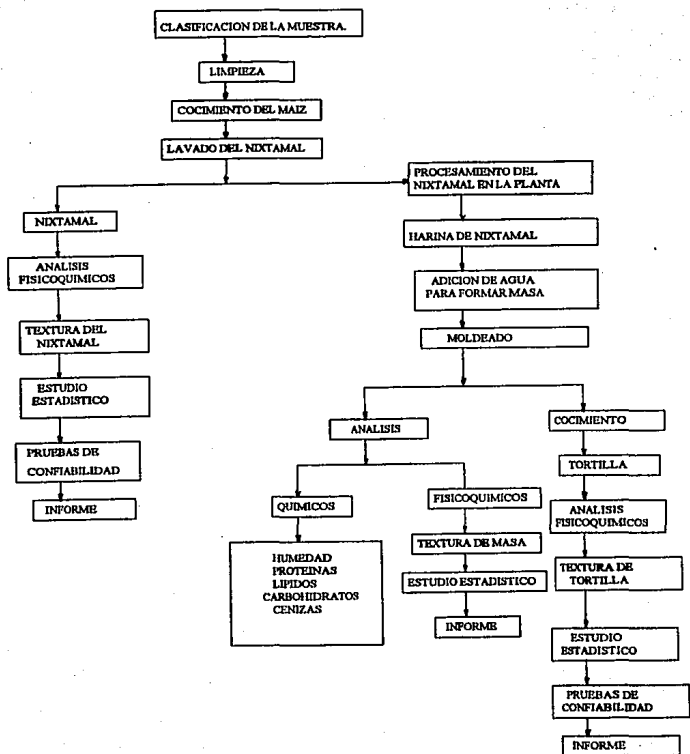 CLASIFICACION DE LA MUESTRA.
LIMPIEZA
COCIMIENTO DEL MAIZ
LAVADO DEL NIXTAMAL
NIXTAMAL
ANALISIS
FISICOQUIMICOS
TEXTURA DEL
NIXTAMAL
ESTUDIO
ESTADISTICO
PRUEBAS DE
CONFIABILIDAD
INFORME
PROCESAMIENTO DEL
NIXTAMAL EN LA PLANTA
HARINA DE NIXTAMAL
ADICION DE AGUA
PARA FORMAR MASA
MOLDEADO
ANALISIS
QUIMICOS
HUMEDAD
PROTEINAS
LIPIDOS
CARBOHIDRATOS
CENIZAS
FISICOQUIMICOS
TEXTURA DE MASA
ESTUDIO ESTADISTICO
INFORME
COCIMIENTO
TORTILLA
ANALISIS
FISICOQUIMICOS
TEXTURA DE
TORTILLA
ESTUDIO
ESTADISTICO
PRUEBAS DE
CONFIABILIDAD
INFORME